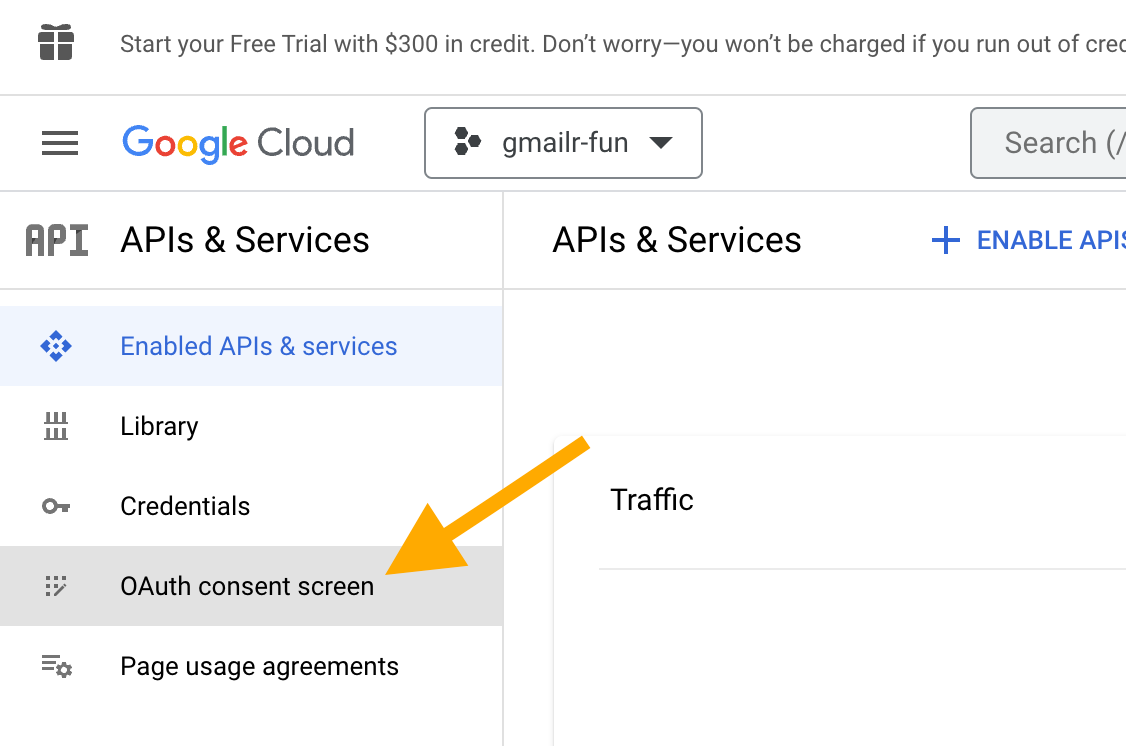 Start your Free Trial with $300 in credit. Don’t worry—you won’t be charged if you run out of cred
Google Cloud
gmailr-fun
Search (/
API
APIs & Services
APIs & Services
ENABLE APIS
Enabled APIs & services
Library
Credentials
OAuth consent screen
Page usage agreements
Traffic